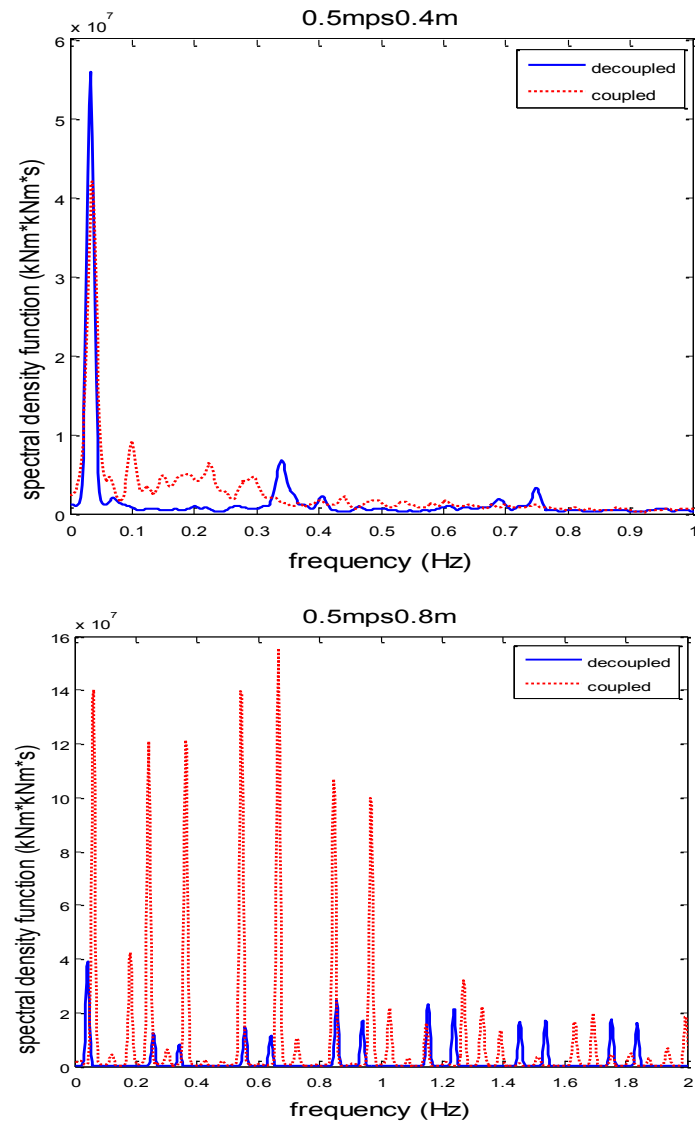 0.5mps0.4m
x 10^7
6
5
4
3
2
1
0
spectral density function (kNm*kNm*s)
decoupled
coupled
0 0.1 0.2 0.3 0.4 0.5 0.6 0.7 0.8 0.9 1
frequency (Hz)
0.5mps0.8m
x 10^7
16
14
12
10
8
6
4
2
0
spectral density function (kNm*kNm*s)
decoupled
coupled
0 0.2 0.4 0.6 0.8 1 1.2 1.4 1.6 1.8 2
frequency (Hz)